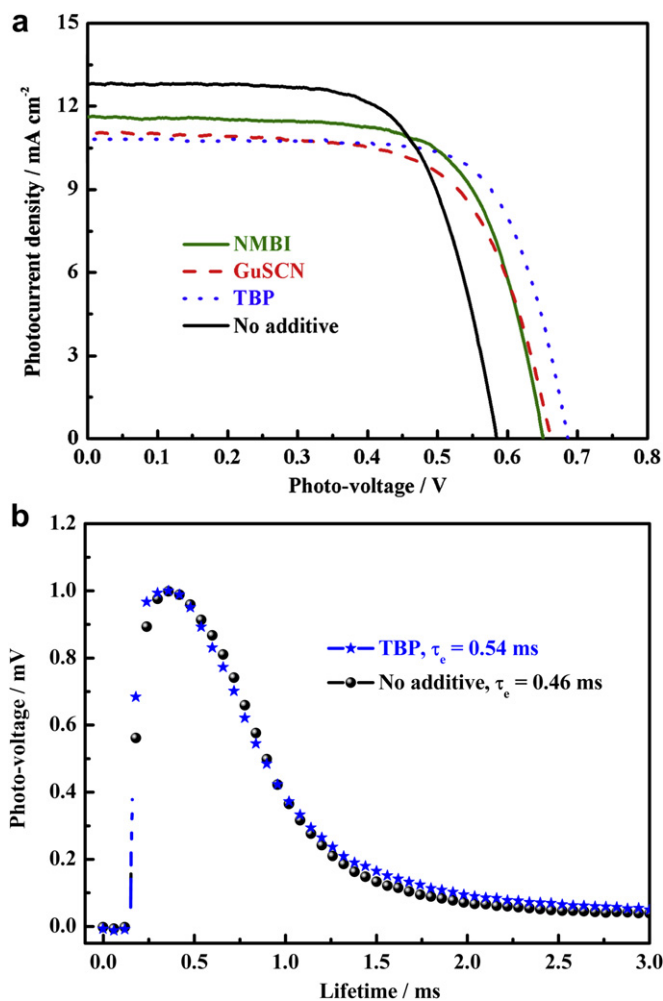 a
15
12
9
6
3
0
Photocurrent density / mA cm⁻²
NMBI
GuSCN
TBP
No additive
0.0 0.1 0.2 0.3 0.4 0.5 0.6 0.7 0.8
Photo-voltage / V
b
1.2
1.0
0.8
0.6
0.4
0.2
0.0
Photo-voltage / mV
TBP, τe = 0.54 ms
No additive, τe = 0.46 ms
0.0 0.5 1.0 1.5 2.0 2.5 3.0
Lifetime / ms